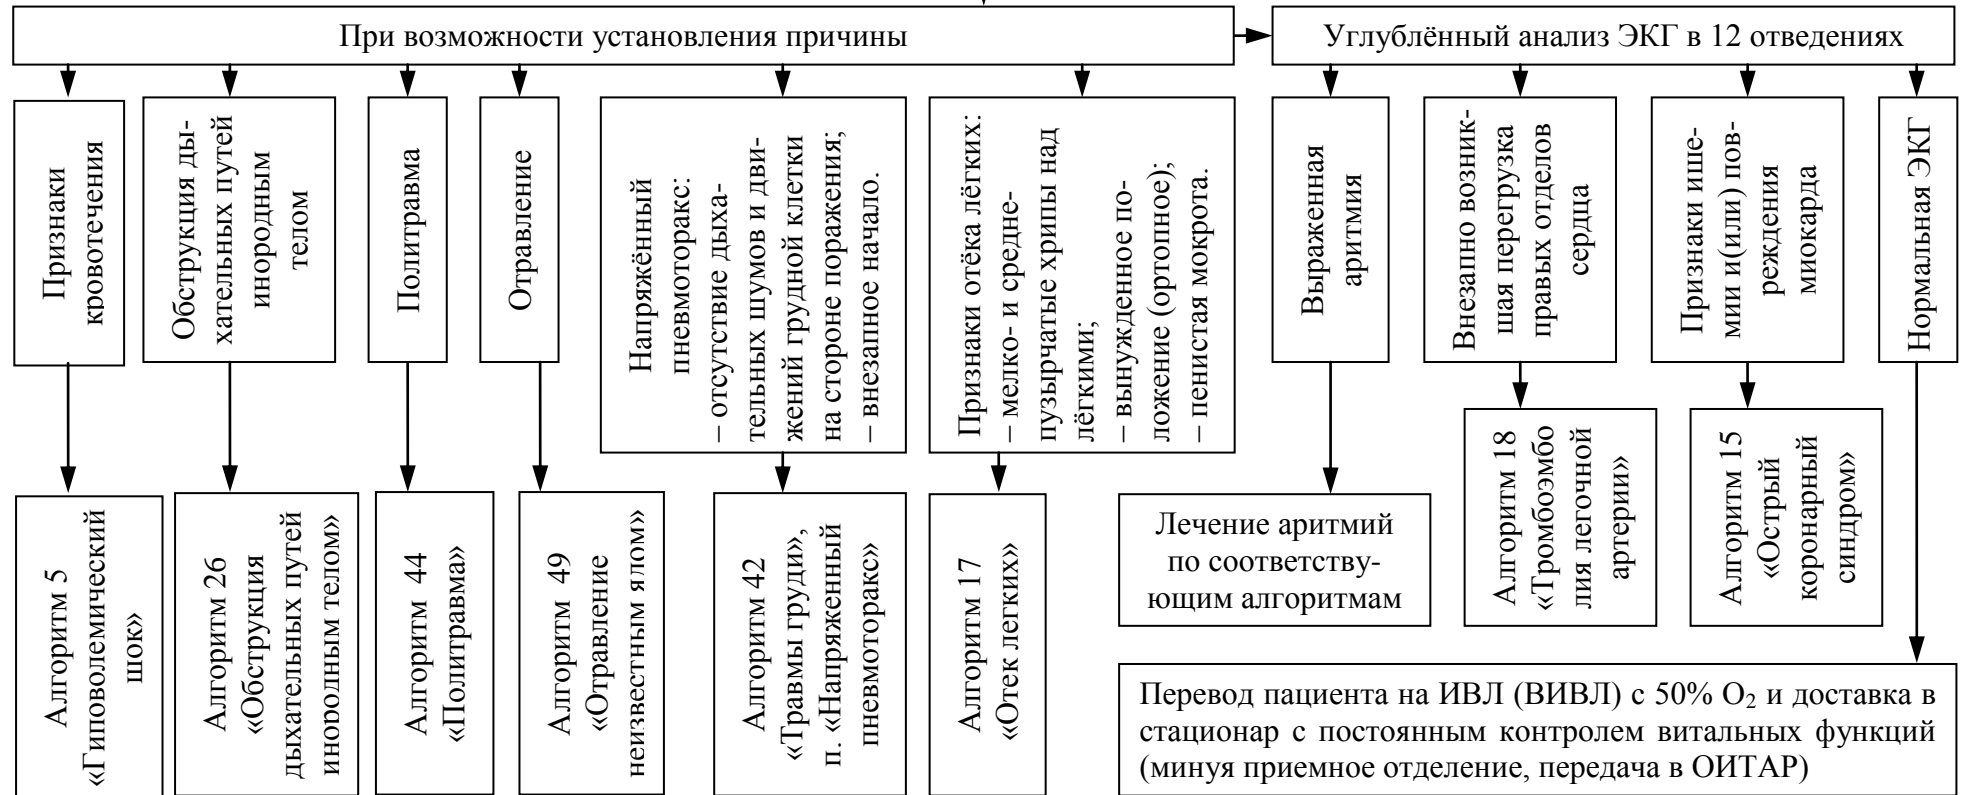 При возможности установления причины
Углублённый анализ ЭКГ в 12 отведениях
Признаки
кровотечения
Обструкция ды-
хательных путей
инородным
телом
Политравма
Отравление
Напряжённый
пневмоторакс:
– отсутствие дыха-
тельных шумов и дви-
жений грудной клетки
на стороне поражения;
– внезапное начало.
Признаки отёка лёгких:
– мелко- и средне-
пузырчатые хрипы над
лёгкими;
– вынужденное по-
ложение (ортопное);
– пенистая мокрота.
Выраженная
аритмия
Внезапно возник-
шая перегрузка
правых отделов
сердца
Признаки ише-
мии и(или) пов-
реждения
миокарда
Нормальная ЭКГ
Алгоритм 5
«Гиповолемический
шок»
Алгоритм 26
«Обструкция
дыхательных путей
инородным телом»
Алгоритм 44
«Политравма»
Алгоритм 49
«Отравление
неизвестным ядом»
Алгоритм 42
«Травмы груди»,
п. «Напряженный
пневмоторакс»
Алгоритм 17
«Отек легких»
Лечение аритмий
по соответству-
ющим алгоритмам
Алгоритм 18
«Тромбоэмбо
лия легочной
артерии»
Алгоритм 15
«Острый
коронарный
синдром»
Перевод пациента на ИВЛ (ВИВЛ) с 50% O₂ и доставка в
стационар с постоянным контролем витальных функций
(минуя приемное отделение, передача в ОИТАР)